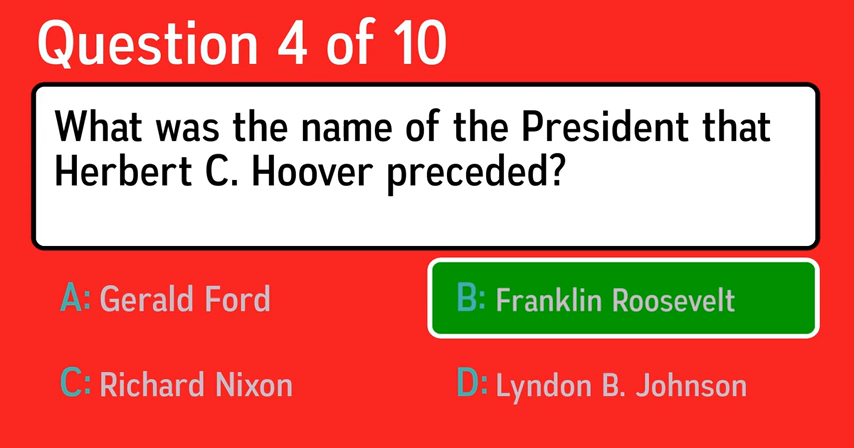 Question 4 of 10
What was the name of the President that
Herbert C. Hoover preceded?
A: Gerald Ford
B: Franklin Roosevelt
C: Richard Nixon
D: Lyndon B. Johnson